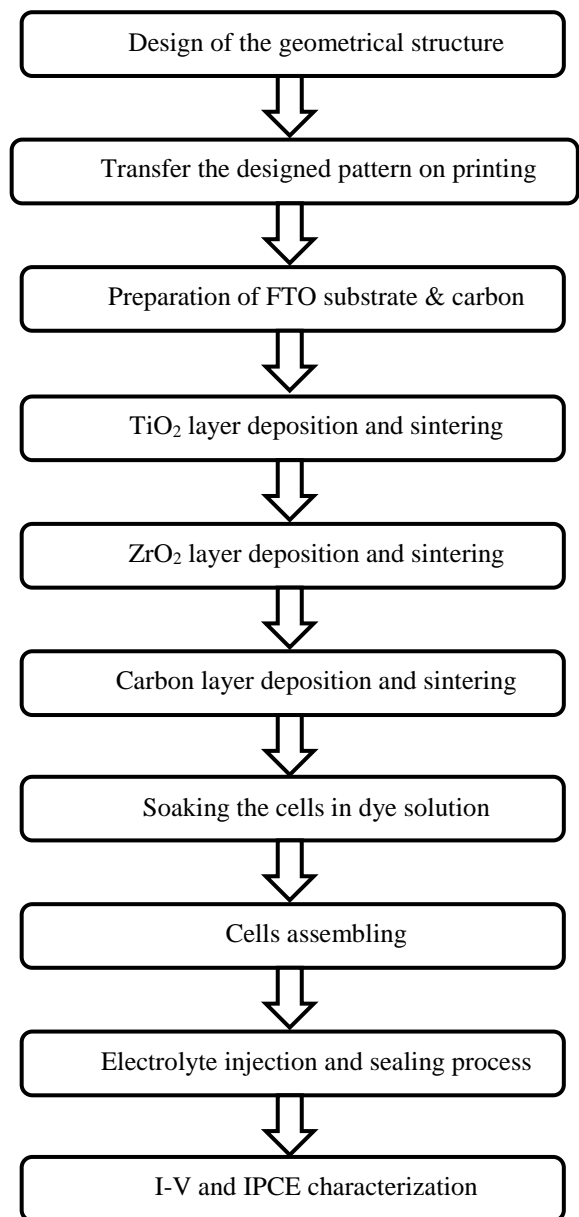 Design of the geometrical structure
Transfer the designed pattern on printing
Preparation of FTO substrate & carbon
TiO₂ layer deposition and sintering
ZrO₂ layer deposition and sintering
Carbon layer deposition and sintering
Soaking the cells in dye solution
Cells assembling
Electrolyte injection and sealing process
I-V and IPCE characterization